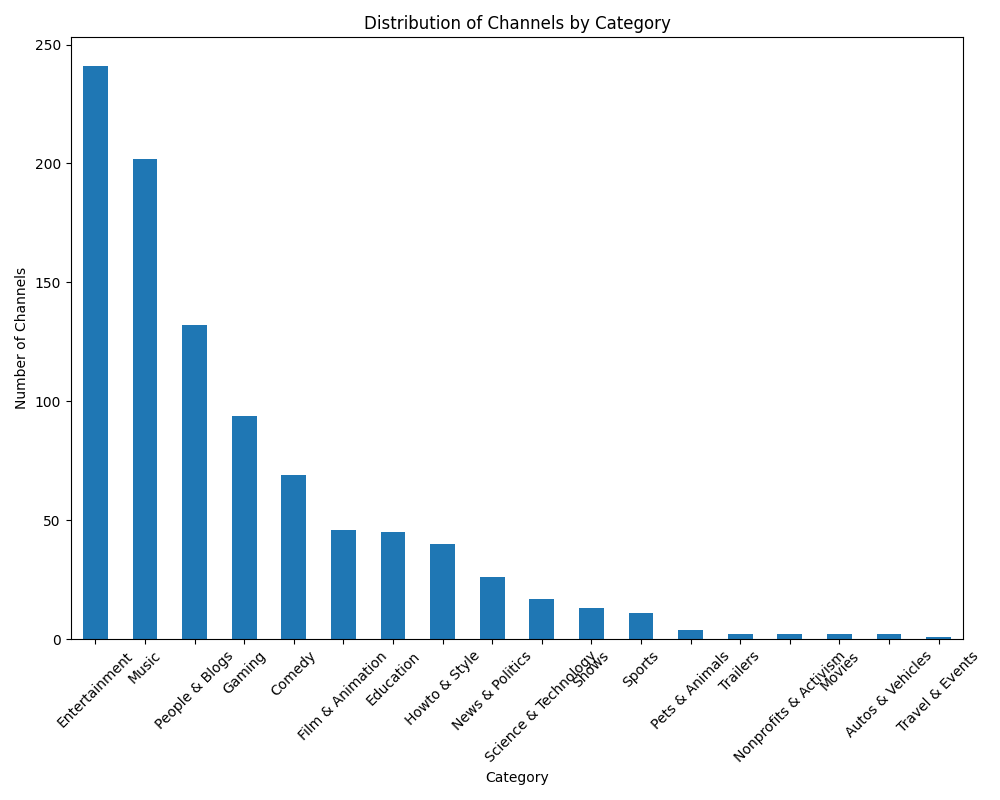 Distribution of Channels by Category
Number of Channels
250
200
150
100
50
0
Entertainment
Music
People & Blogs
Gaming
Comedy
Film & Animation
Education
Howto & Style
News & Politics
Science & Technology
Shows
Sports
Pets & Animals
Trailers
Nonprofits & Activism
Movies
Autos & Vehicles
Travel & Events
Category